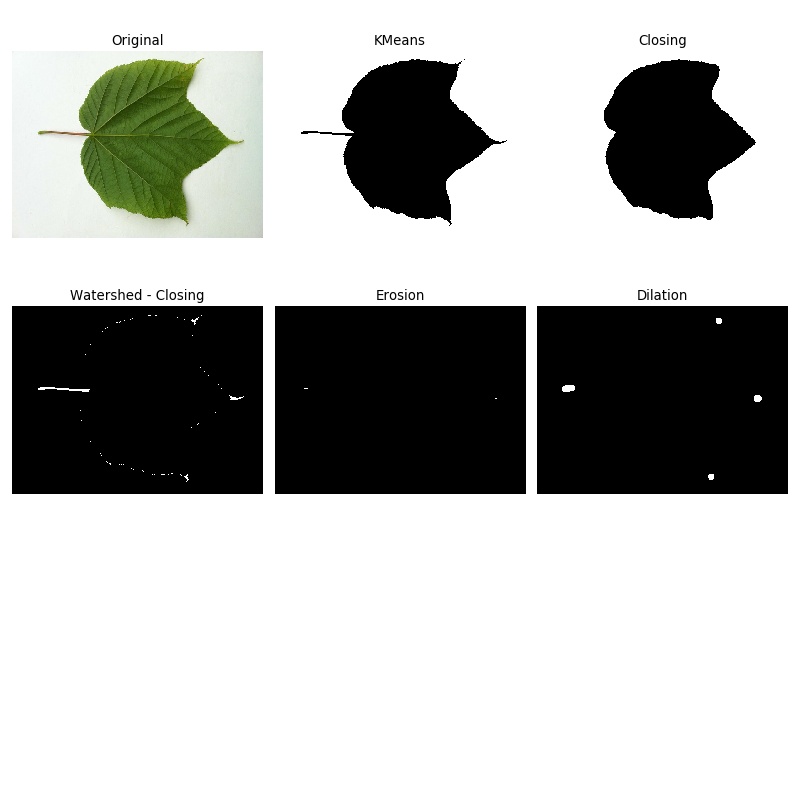 Original
KMeans
Closing
Watershed - Closing
Erosion
Dilation